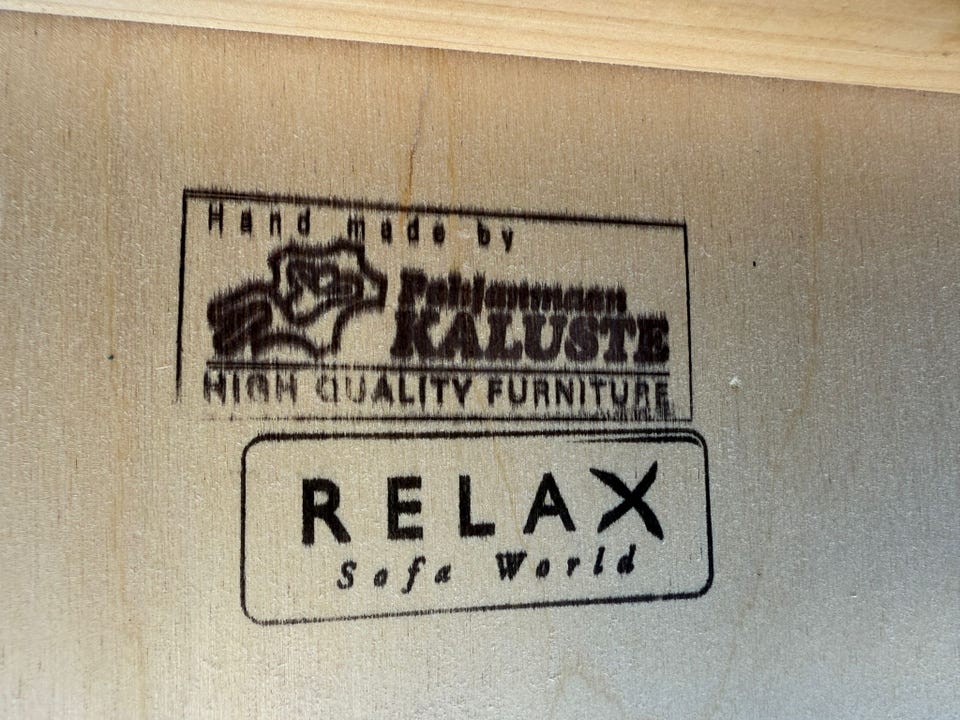 Hand made by
Pohjanmaan
KALUSTE
HIGH QUALITY FURNITURE
RELAX
Sofa World